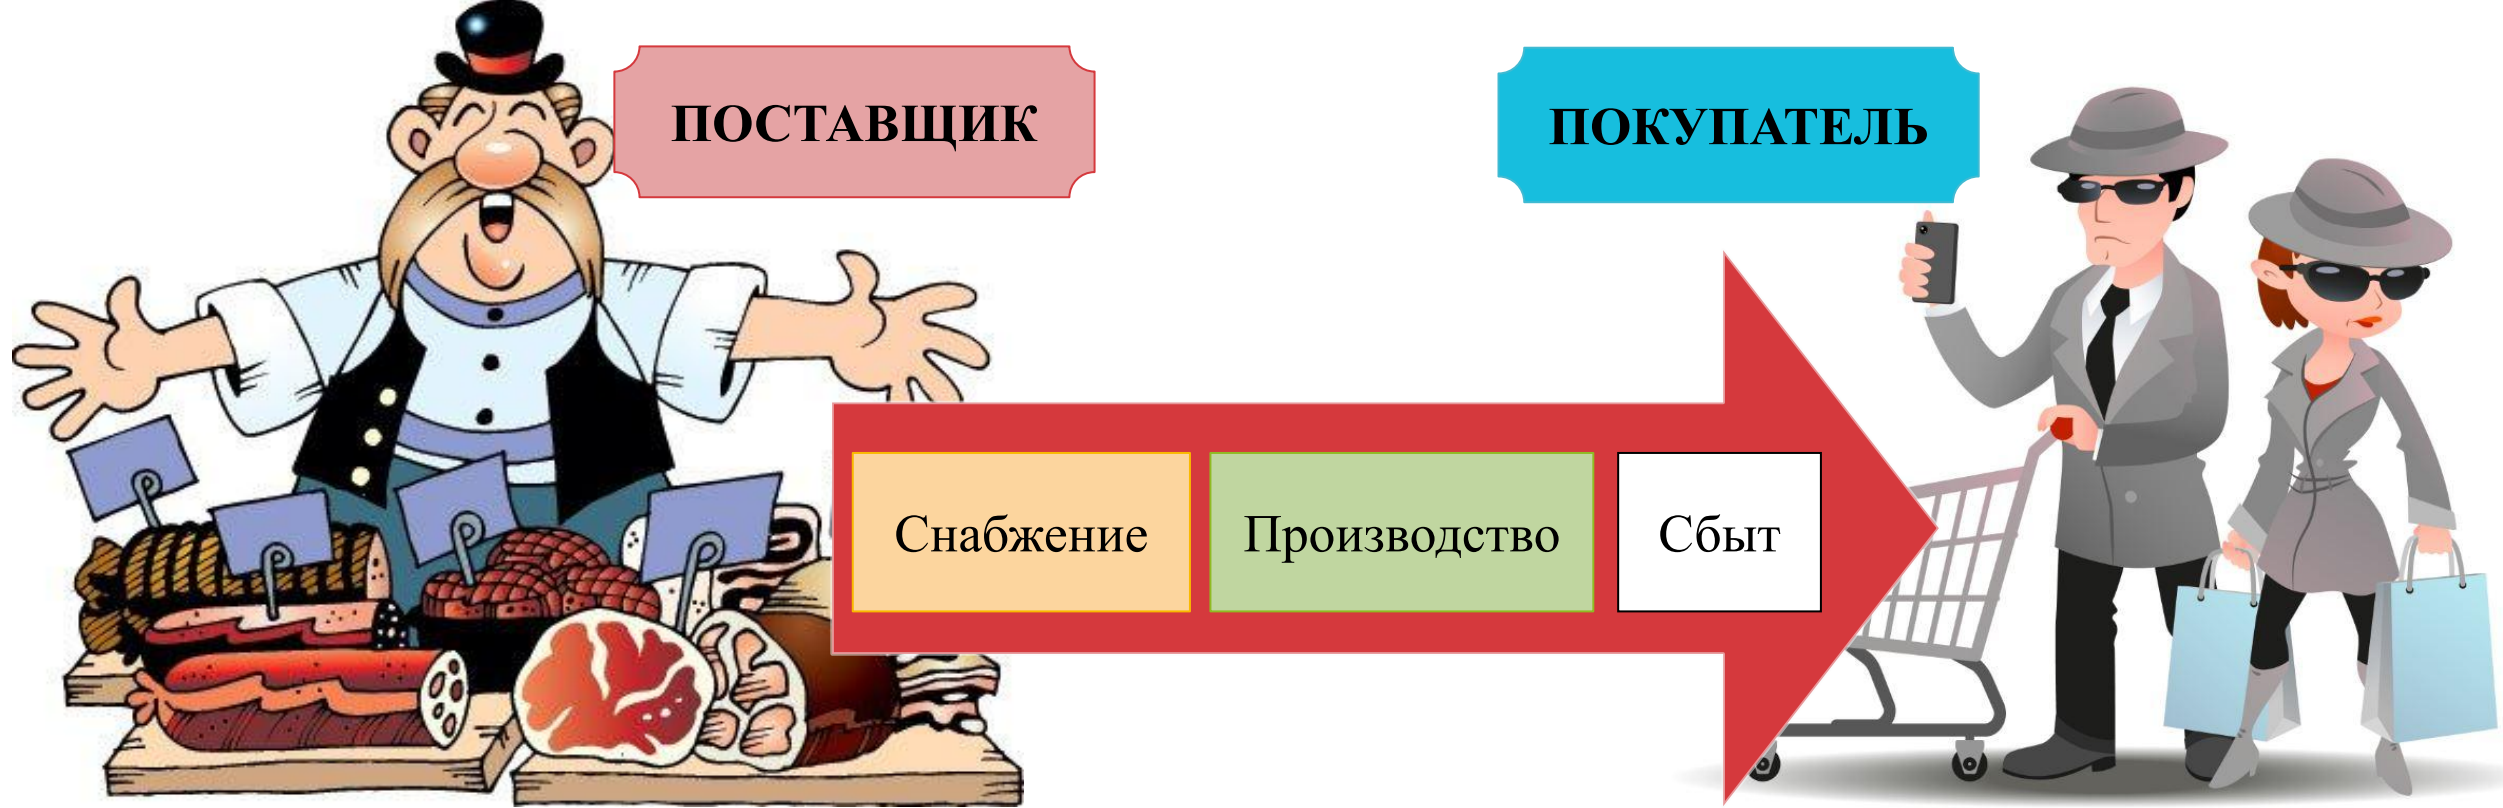 ПОСТАВЩИК
ПОКУПАТЕЛЬ
Снабжение
Производство
Сбыт